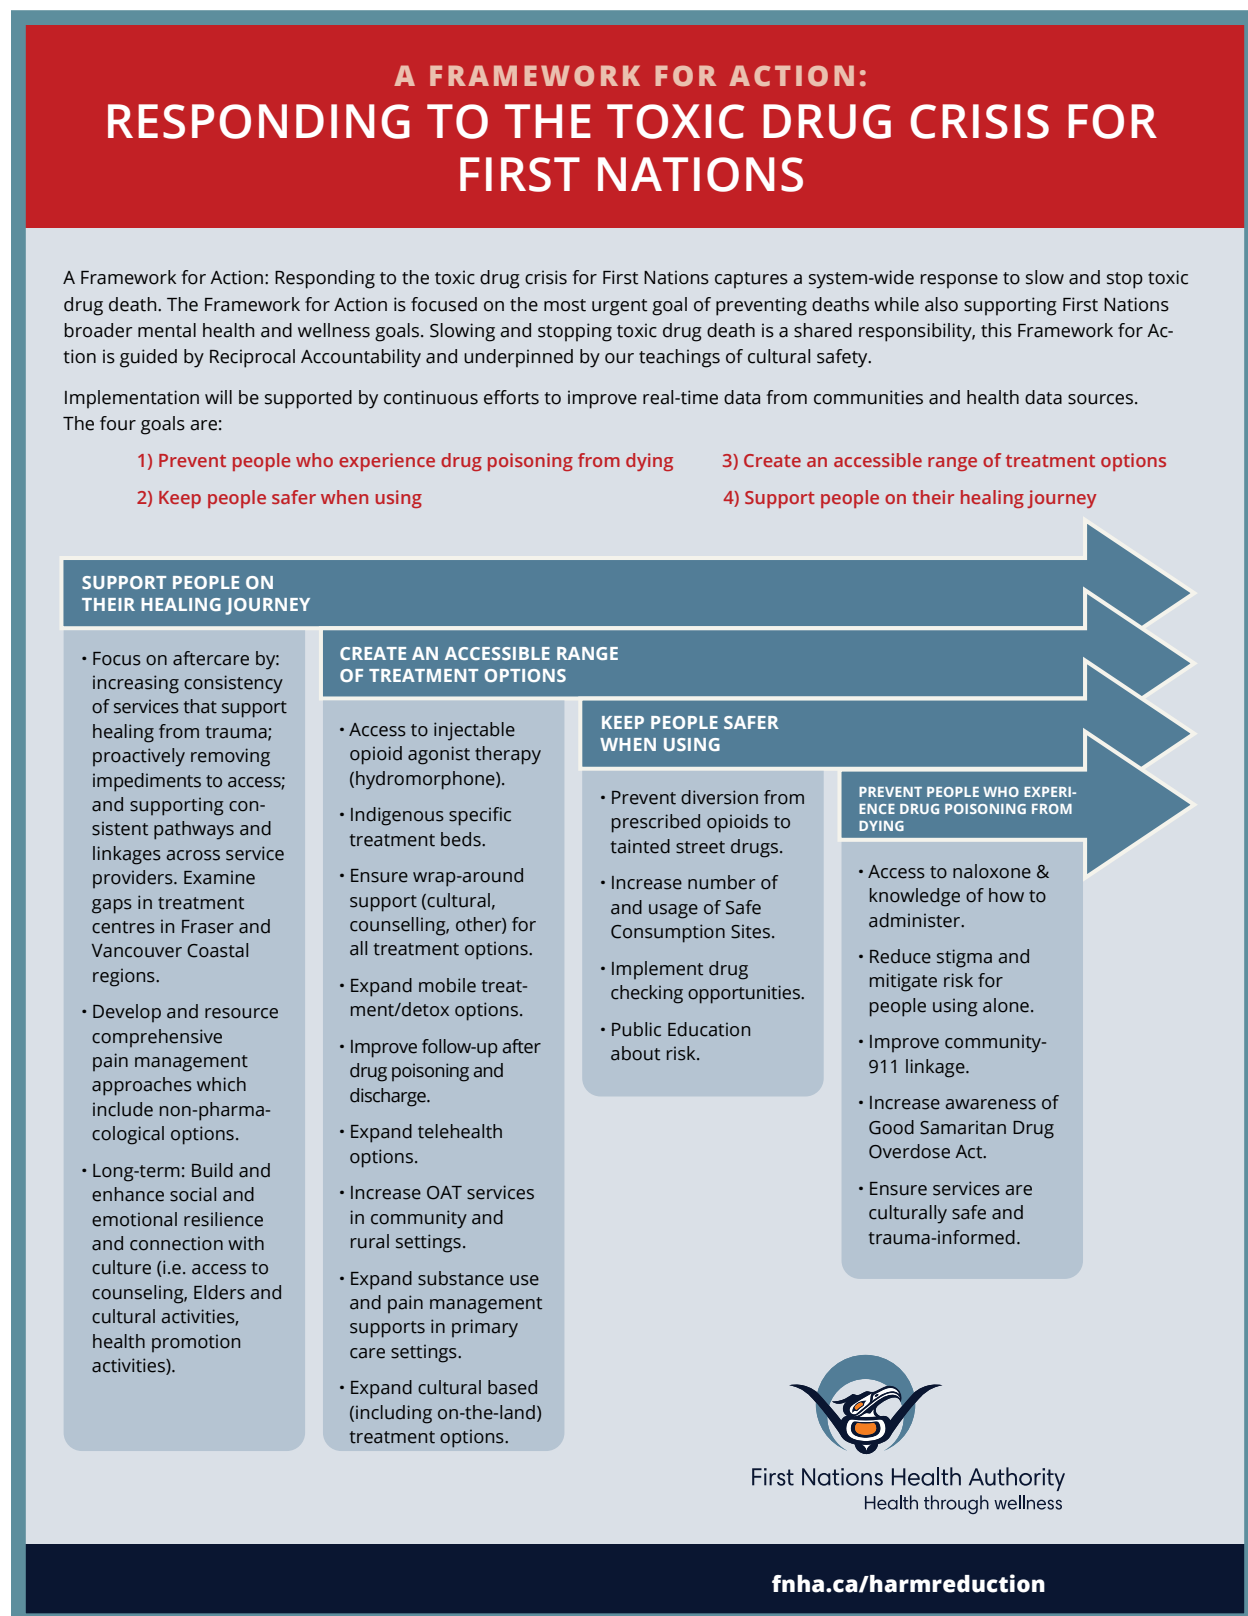 A FRAMEWORK FOR ACTION:
RESPONDING TO THE TOXIC DRUG CRISIS FOR
FIRST NATIONS
A Framework for Action: Responding to the toxic drug crisis for First Nations captures a system-wide response to slow and stop toxic
drug death. The Framework for Action is focused on the most urgent goal of preventing deaths while also supporting First Nations
broader mental health and wellness goals. Slowing and stopping toxic drug death is a shared responsibility, this Framework for Ac-
tion is guided by Reciprocal Accountability and underpinned by our teachings of cultural safety.
Implementation will be supported by continuous efforts to improve real-time data from communities and health data sources.
The four goals are:
1) Prevent people who experience drug poisoning from dying
2) Keep people safer when using
3) Create an accessible range of treatment options
4) Support people on their healing journey
SUPPORT PEOPLE ON
THEIR HEALING JOURNEY
• Focus on aftercare by:
increasing consistency
of services that support
healing from trauma;
proactively removing
impediments to access;
and supporting con-
sistent pathways and
linkages across service
providers. Examine
gaps in treatment
centres in Fraser and
Vancouver Coastal
regions.
• Develop and resource
comprehensive
pain management
approaches which
include non-pharma-
cological options.
• Long-term: Build and
enhance social and
emotional resilience
and connection with
culture (i.e. access to
counseling, Elders and
cultural activities,
health promotion
activities).
CREATE AN ACCESSIBLE RANGE
OF TREATMENT OPTIONS
• Access to injectable
opioid agonist therapy
(hydromorphone).
• Indigenous specific
treatment beds.
• Ensure wrap-around
support (cultural,
counselling, other) for
all treatment options.
• Expand mobile treat-
ment/detox options.
• Improve follow-up after
drug poisoning and
discharge.
• Expand telehealth
options.
• Increase OAT services
in community and
rural settings.
• Expand substance use
and pain management
supports in primary
care settings.
• Expand cultural based
(including on-the-land)
treatment options.
KEEP PEOPLE SAFER
WHEN USING
• Prevent diversion from
prescribed opioids to
tainted street drugs.
• Increase number of
and usage of Safe
Consumption Sites.
• Implement drug
checking opportunities.
• Public Education
about risk.
PREVENT PEOPLE WHO EXPERI-
ENCE DRUG POISONING FROM
DYING
• Access to naloxone &
knowledge of how to
administer.
• Reduce stigma and
mitigate risk for
people using alone.
• Improve community-
911 linkage.
• Increase awareness of
Good Samaritan Drug
Overdose Act.
• Ensure services are
culturally safe and
trauma-informed.
First Nations Health Authority
Health through wellness
fnha.ca/harmreduction